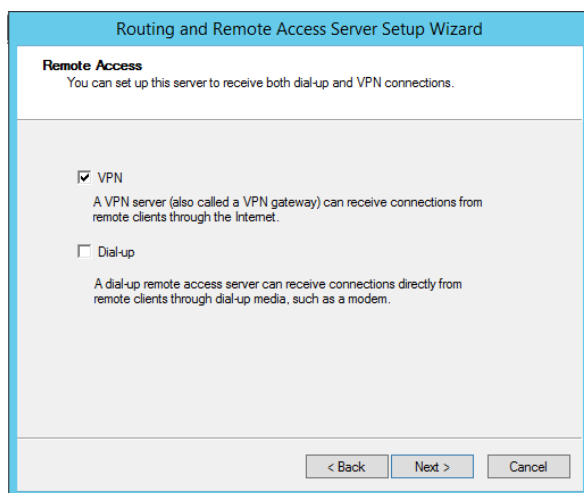 Routing and Remote Access Server Setup Wizard
Remote Access
You can set up this server to receive both dial-up and VPN connections.
VPN
A VPN server (also called a VPN gateway) can receive connections from
remote clients through the Internet.
Dial-up
A dial-up remote access server can receive connections directly from
remote clients through dial-up media, such as a modem.
< Back
Next >
Cancel